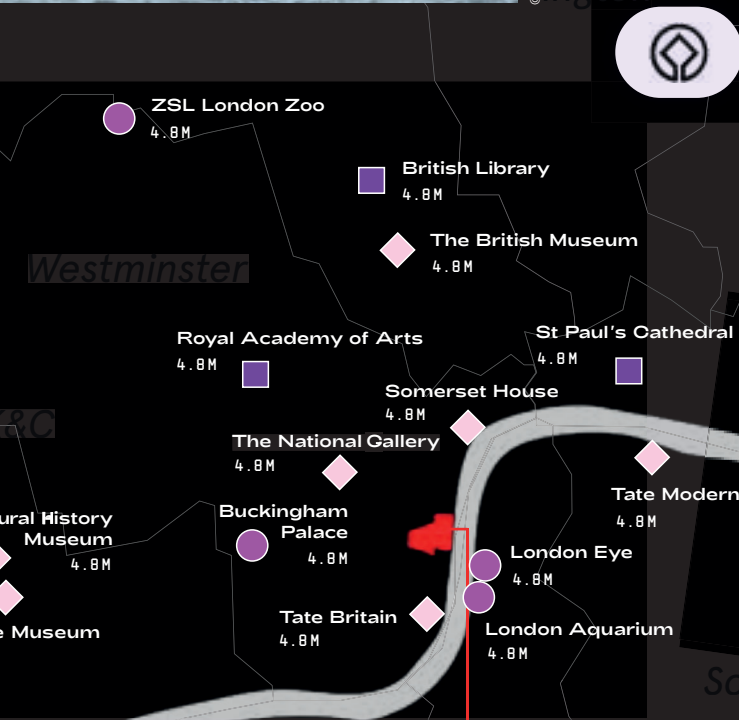 ZSL London Zoo
4.8M
British Library
4.8M
The British Museum
4.8M
Westminster
Royal Academy of Arts
4.8M
St Paul's Cathedral
4.8M
Somerset House
4.8M
&C
The National Gallery
4.8M
Tate Modern
4.8M
Buckingham
Palace
4.8M
ural History
Museum
4.8M
London Eye
4.8M
Tate Britain
4.8M
London Aquarium
4.8M
e Museum
So